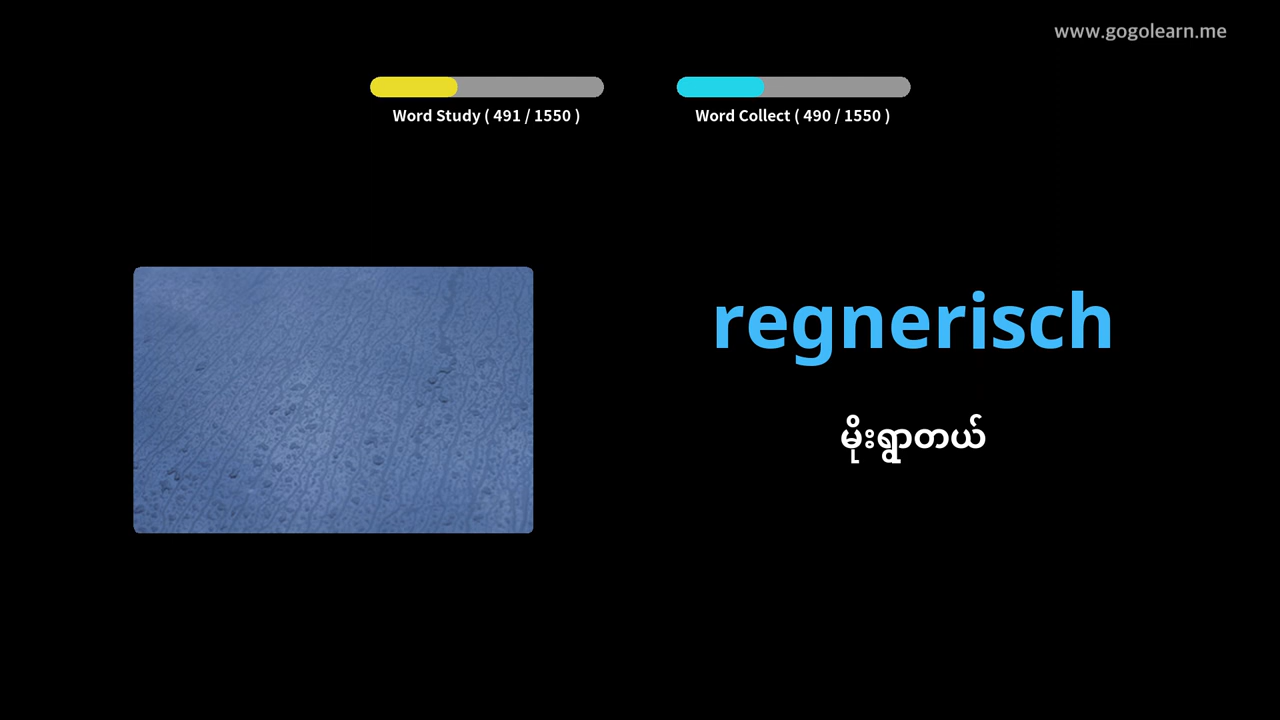 www.gogolearn.me
Word Study ( 491 / 1550 )
Word Collect ( 490 / 1550 )
regnerisch
မိုးရွာတယ်